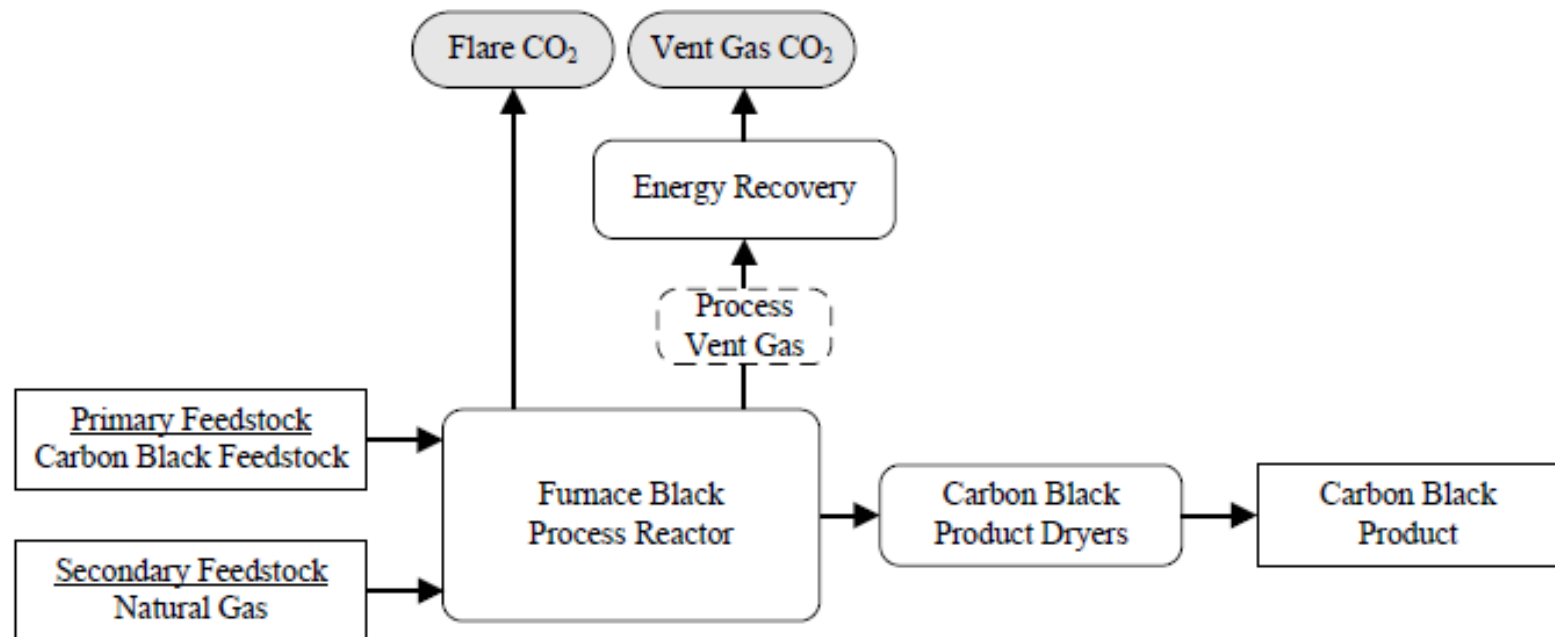 Flare CO₂
Vent Gas CO₂
Energy Recovery
Process
Vent Gas
Primary Feedstock
Carbon Black Feedstock
Secondary Feedstock
Natural Gas
Furnace Black
Process Reactor
Carbon Black
Product Dryers
Carbon Black
Product